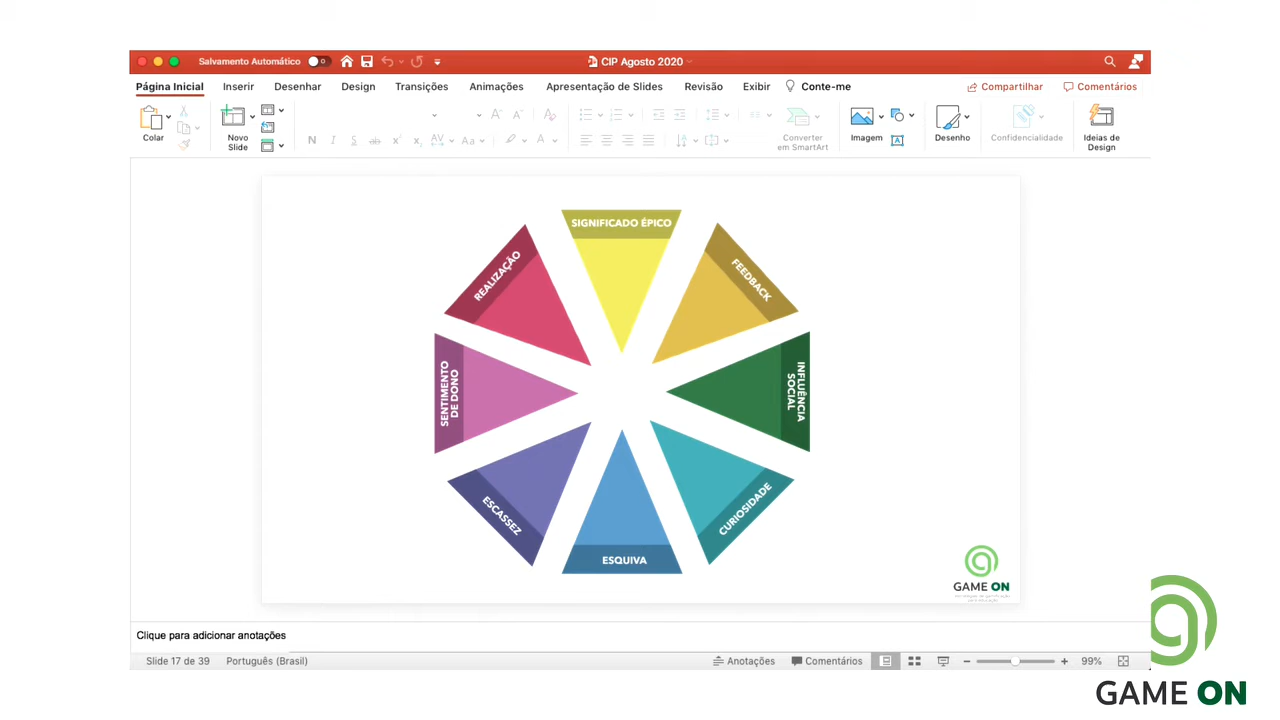 Salvamento Automático
CIP Agosto 2020
Página Inicial
Inserir
Desenhar
Design
Transições
Animações
Apresentação de Slides
Revisão
Exibir
Conte-me
Compartilhar
Comentários
Colar
Novo
Slide
N
I
S
ab
x
x
AV
Aa
A
Converter
em SmartArt
Imagem
Desenho
Confidencialidade
Ideias de
Design
SIGNIFICADO ÉPICO
FEEDBACK
INFLUÊNCIA
SOCIAL
CURIOSIDADE
ESQUIVA
ESCASSEZ
SENTIMENTO
DE DONO
REALIZAÇÃO
GAME ON
Clique para adicionar anotações
Slide 17 de 39
Português (Brasil)
Anotações
Comentários
99%
GAME ON